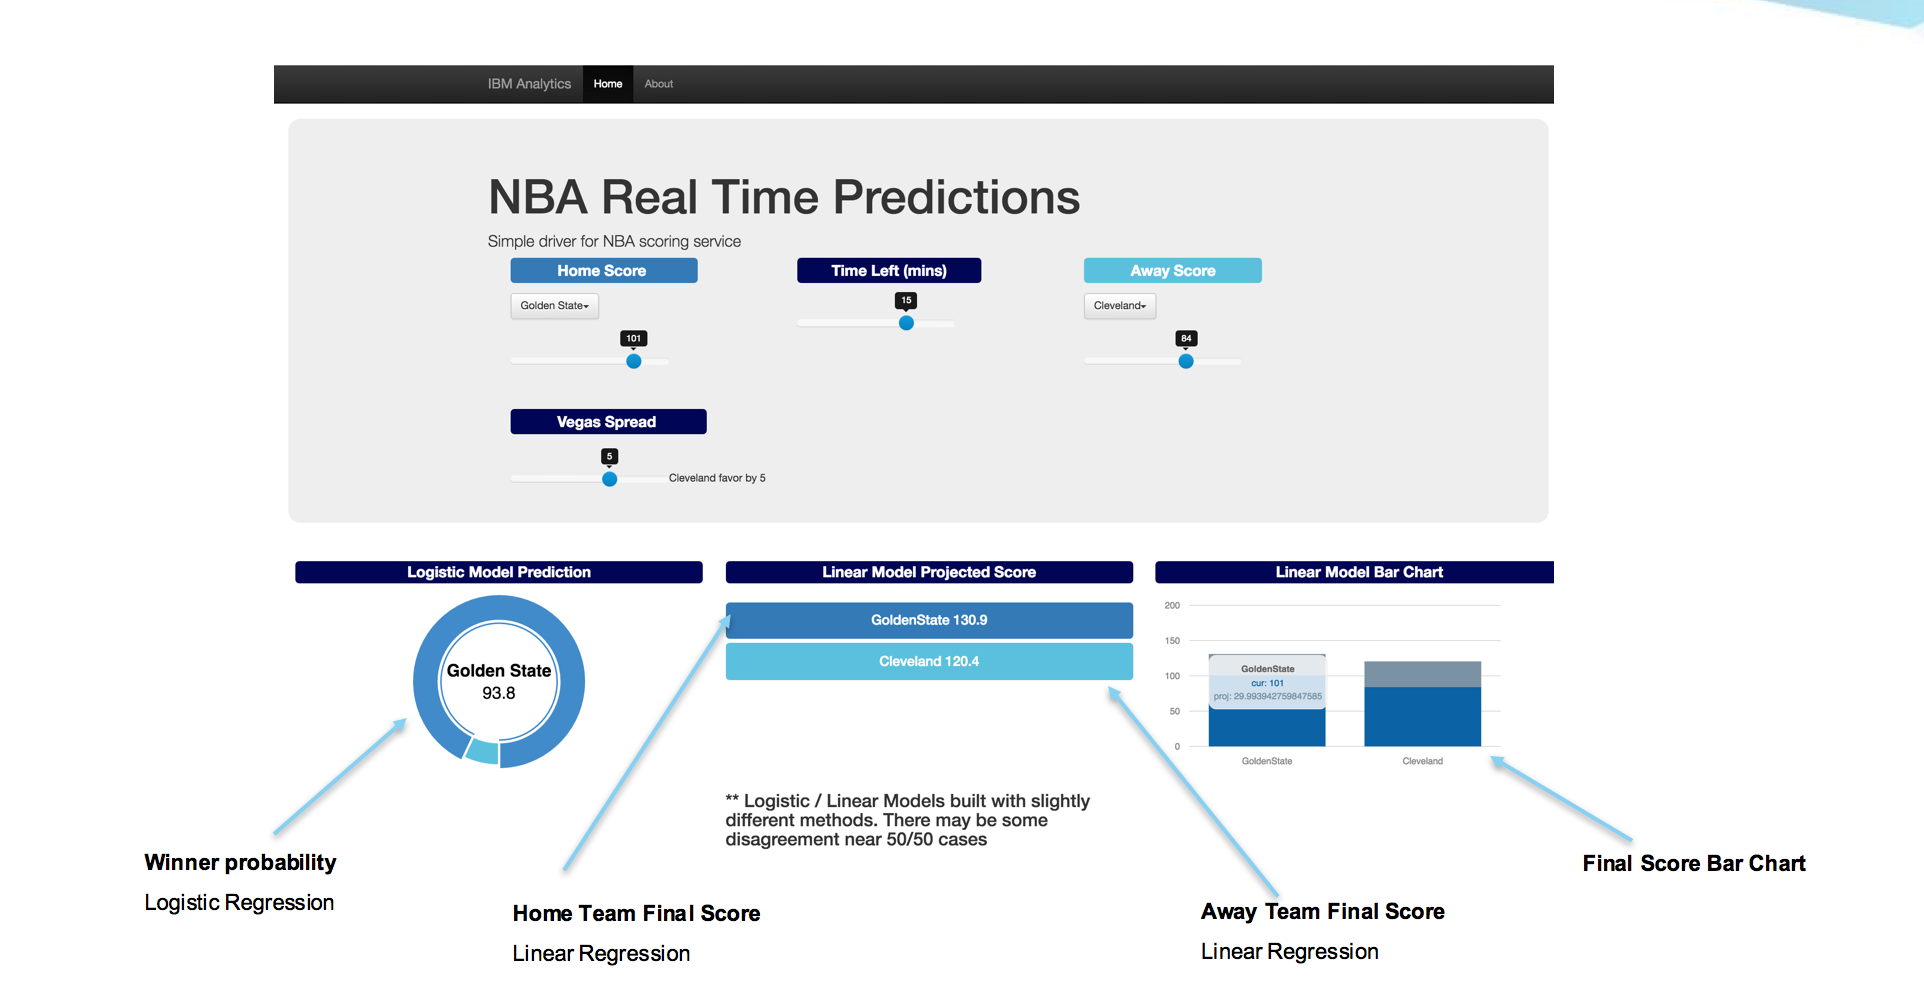 IBM Analytics Home About
NBA Real Time Predictions
Simple driver for NBA scoring service
Home Score
Golden State
101
Time Left (mins)
15
Away Score
Cleveland
84
Vegas Spread
5
Cleveland favor by 5
Logistic Model Prediction
Golden State
93.8
Linear Model Projected Score
GoldenState 130.9
Cleveland 120.4
** Logistic / Linear Models built with slightly
different methods. There may be some
disagreement near 50/50 cases
Linear Model Bar Chart
200
150
100
50
0
GoldenState
cur: 101
proj: 29.993942759847585
GoldenState
Cleveland
Winner probability
Logistic Regression
Home Team Final Score
Linear Regression
Away Team Final Score
Linear Regression
Final Score Bar Chart